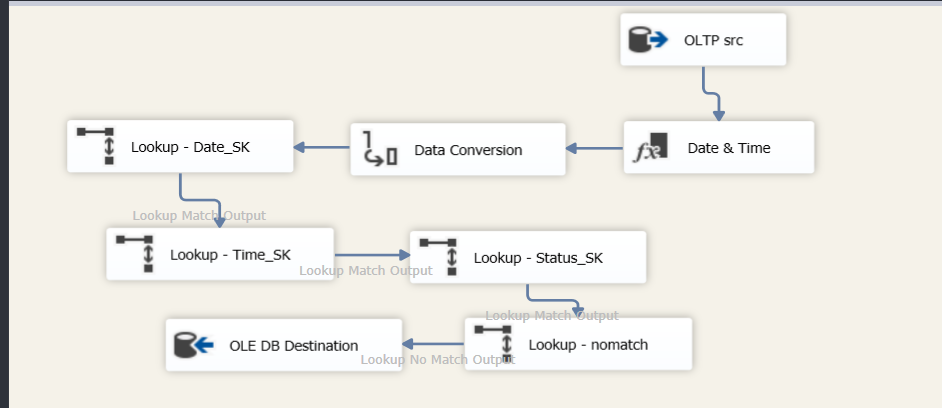 OLTP src
Date & Time
Data Conversion
Lookup - Date_SK
Lookup Match Output
Lookup - Time_SK
Lookup Match Output
Lookup - Status_SK
Lookup Match Output
Lookup - nomatch
Lookup No Match Output
OLE DB Destination